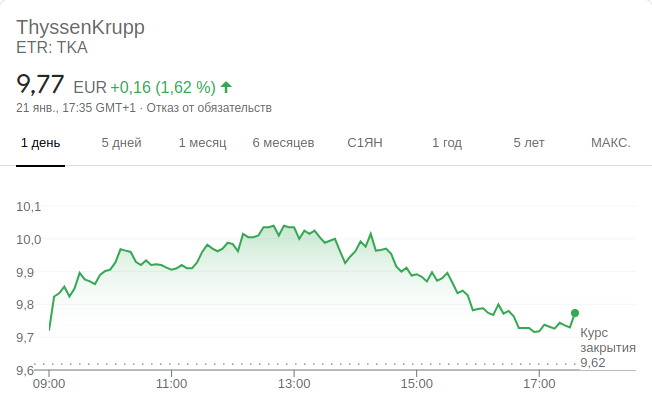 ThyssenKrupp
ETR: TKA
9,77 EUR +0,16 (1,62 %)
21 янв., 17:35 GMT+1 · Отказ от обязательств
1 день 5 дней 1 месяц 6 месяцев С1ЯН 1 год 5 лет МАКС.
10,1
10,0
9,9
9,8
9,7
9,6
Курс
закрытия
9,62
09:00 11:00 13:00 15:00 17:00